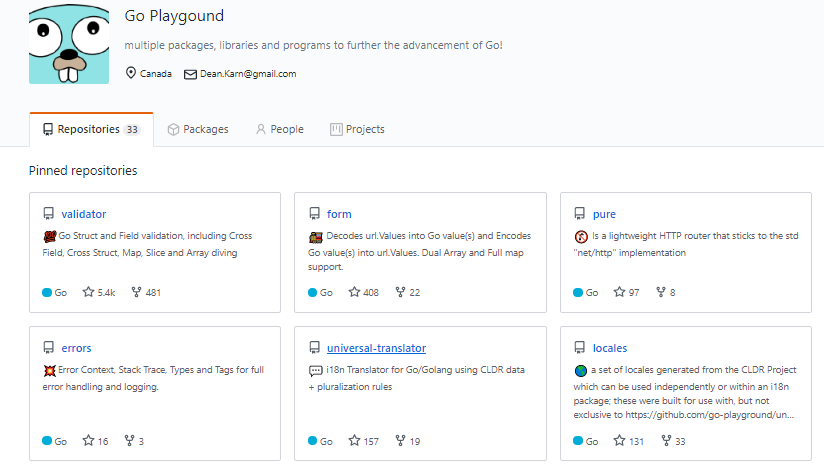 Go Playgound
multiple packages, libraries and programs to further the advancement of Go!
Canada Dean.Karn@gmail.com
Repositories 33 Packages People Projects
Pinned repositories
validator
Go Struct and Field validation, including Cross
Field, Cross Struct, Map, Slice and Array diving
Go 5.4k 481
form
Decodes url.Values into Go value(s) and Encodes
Go value(s) into url.Values. Dual Array and Full map
support.
Go 408 22
pure
Is a lightweight HTTP router that sticks to the std
"net/http" implementation
Go 97 8
errors
Error Context, Stack Trace, Types and Tags for full
error handling and logging.
Go 16 3
universal-translator
i18n Translator for Go/Golang using CLDR data
+ pluralization rules
Go 157 19
locales
a set of locales generated from the CLDR Project
which can be used independently or within an i18n
package; these were built for use with, but not
exclusive to https://github.com/go-playground/un...
Go 131 33